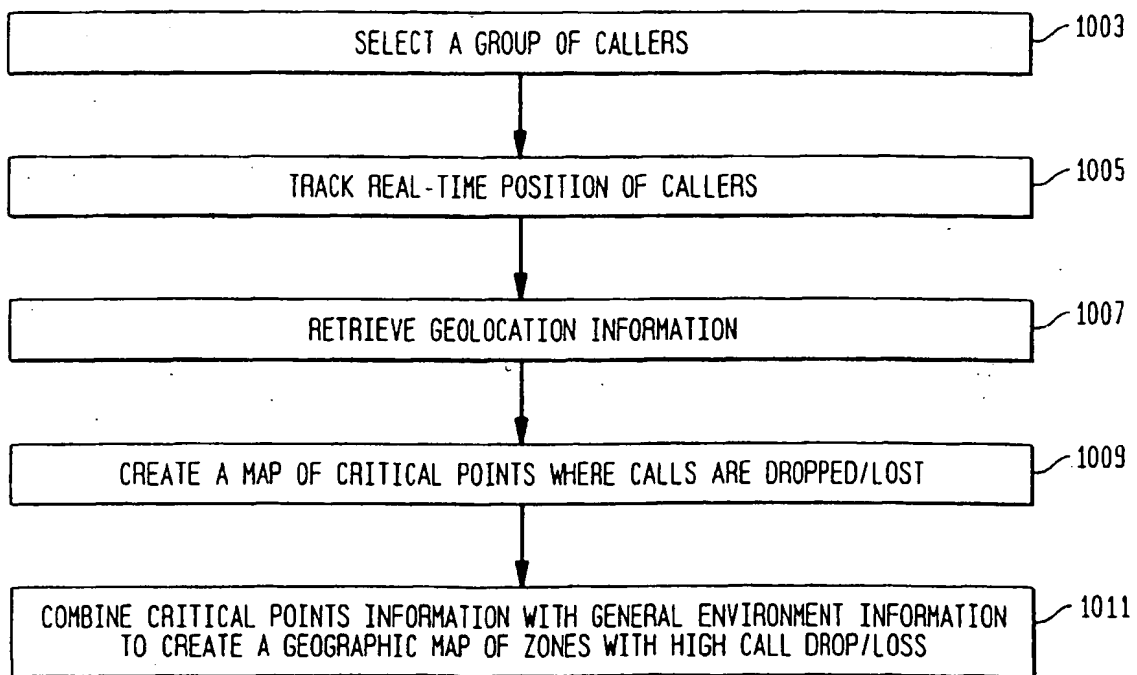 SELECT A GROUP OF CALLERS
1003
TRACK REAL-TIME POSITION OF CALLERS
1005
RETRIEVE GEOLOCATION INFORMATION
1007
CREATE A MAP OF CRITICAL POINTS WHERE CALLS ARE DROPPED/LOST
1009
COMBINE CRITICAL POINTS INFORMATION WITH GENERAL ENVIRONMENT INFORMATION
TO CREATE A GEOGRAPHIC MAP OF ZONES WITH HIGH CALL DROP/LOSS
1011